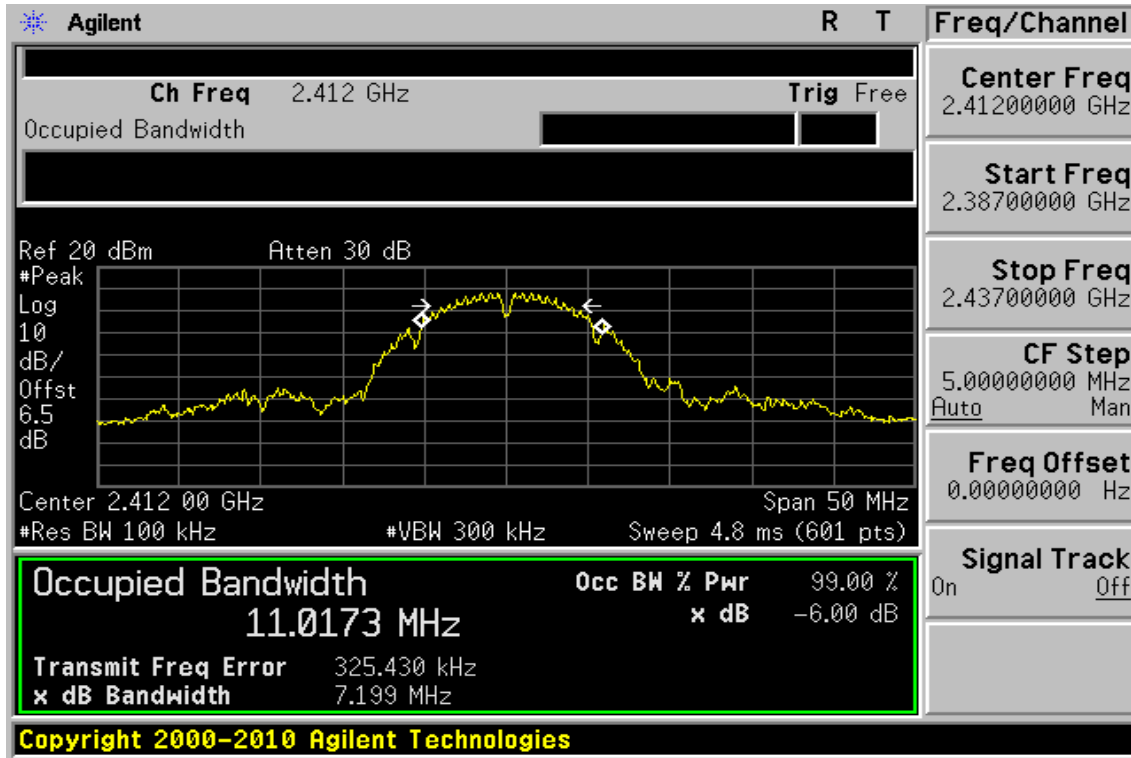 Agilent R T
Ch Freq 2.412 GHz Trig Free
Occupied Bandwidth
Ref 20 dBm Atten 30 dB
#Peak
Log
10
dB/
Offst
6.5
dB
Center 2.412 00 GHz Span 50 MHz
#Res BW 100 kHz #VBW 300 kHz Sweep 4.8 ms (601 pts)
Occupied Bandwidth Occ BW % Pwr 99.00 %
11.0173 MHz x dB -6.00 dB
Transmit Freq Error 325.430 kHz
x dB Bandwidth 7.199 MHz
Copyright 2000-2010 Agilent Technologies
Freq/Channel
Center Freq
2.41200000 GHz
Start Freq
2.38700000 GHz
Stop Freq
2.43700000 GHz
CF Step
5.00000000 MHz
Auto Man
Freq Offset
0.00000000 Hz
Signal Track
On Off